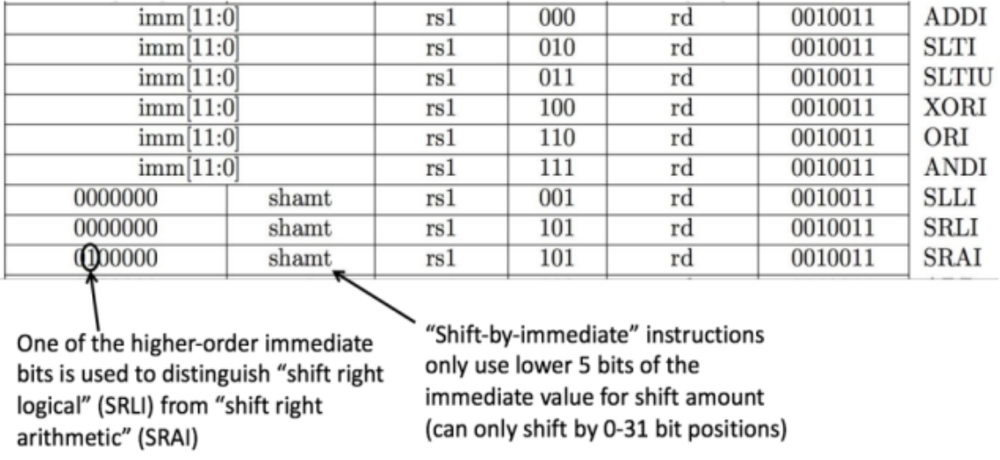 imm[11:0] rs1 000 rd 0010011 ADDI
imm[11:0] rs1 010 rd 0010011 SLTI
imm[11:0] rs1 011 rd 0010011 SLTIU
imm[11:0] rs1 100 rd 0010011 XORI
imm[11:0] rs1 110 rd 0010011 ORI
imm[11:0] rs1 111 rd 0010011 ANDI
0000000 shamt rs1 001 rd 0010011 SLLI
0000000 shamt rs1 101 rd 0010011 SRLI
0100000 shamt rs1 101 rd 0010011 SRAI
One of the higher-order immediate
bits is used to distinguish “shift right
logical” (SRLI) from “shift right
arithmetic” (SRAI)
“Shift-by-immediate” instructions
only use lower 5 bits of the
immediate value for shift amount
(can only shift by 0-31 bit positions)